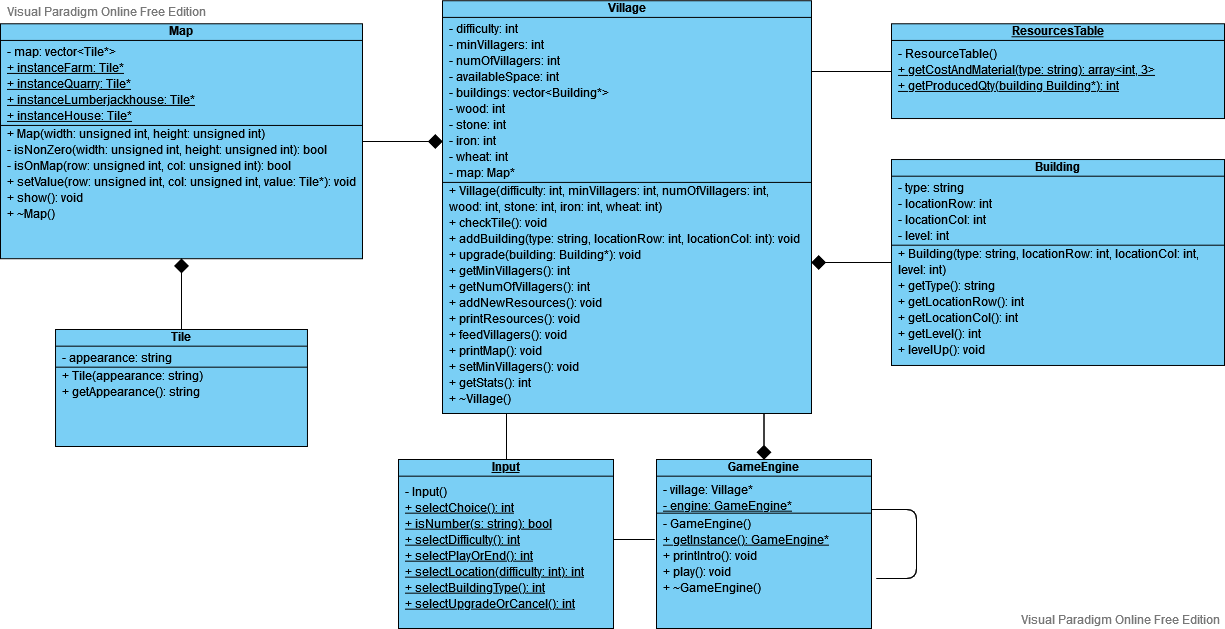 Visual Paradigm Online Free Edition
Map
- map: vector<Tile*>
+ instanceFarm: Tile*
+ instanceQuarry: Tile*
+ instanceLumberjackhouse: Tile*
+ instanceHouse: Tile*
+ Map(width: unsigned int, height: unsigned int)
- isNonZero(width: unsigned int, height: unsigned int): bool
- isOnMap(row: unsigned int, col: unsigned int): bool
+ setValue(row: unsigned int, col: unsigned int, value: Tile*): void
+ show(): void
+ ~Map()
Village
- difficulty: int
- minVillagers: int
- numOfVillagers: int
- availableSpace: int
- buildings: vector<Building*>
- wood: int
- stone: int
- iron: int
- wheat: int
- map: Map*
+ Village(difficulty: int, minVillagers: int, numOfVillagers: int,
wood: int, stone: int, iron: int, wheat: int)
+ checkTile(): void
+ addBuilding(type: string, locationRow: int, locationCol: int): void
+ upgrade(building: Building*): void
+ getMinVillagers(): int
+ getNumOfVillagers(): int
+ addNewResources(): void
+ printResources(): void
+ feedVillagers(): void
+ printMap(): void
+ setMinVillagers(): void
+ getStats(): int
+ ~Village()
ResourcesTable
- ResourceTable()
+ getCostAndMaterial(type: string): array<int, 3>
+ getProducedQty(building Building*): int
Building
- type: string
- locationRow: int
- locationCol: int
- level: int
+ Building(type: string, locationRow: int, locationCol: int,
level: int)
+ getType(): string
+ getLocationRow(): int
+ getLocationCol(): int
+ getLevel(): int
+ levelUp(): void
Tile
- appearance: string
+ Tile(appearance: string)
+ getAppearance(): string
Input
- Input()
+ selectChoice(): int
+ isNumber(s: string): bool
+ selectDifficulty(): int
+ selectPlayOrEnd(): int
+ selectLocation(difficulty: int): int
+ selectBuildingType(): int
+ selectUpgradeOrCancel(): int
GameEngine
- village: Village*
- engine: GameEngine*
- GameEngine()
+ getInstance(): GameEngine*
+ printIntro(): void
+ play(): void
+ ~GameEngine()
Visual Paradigm Online Free Edition